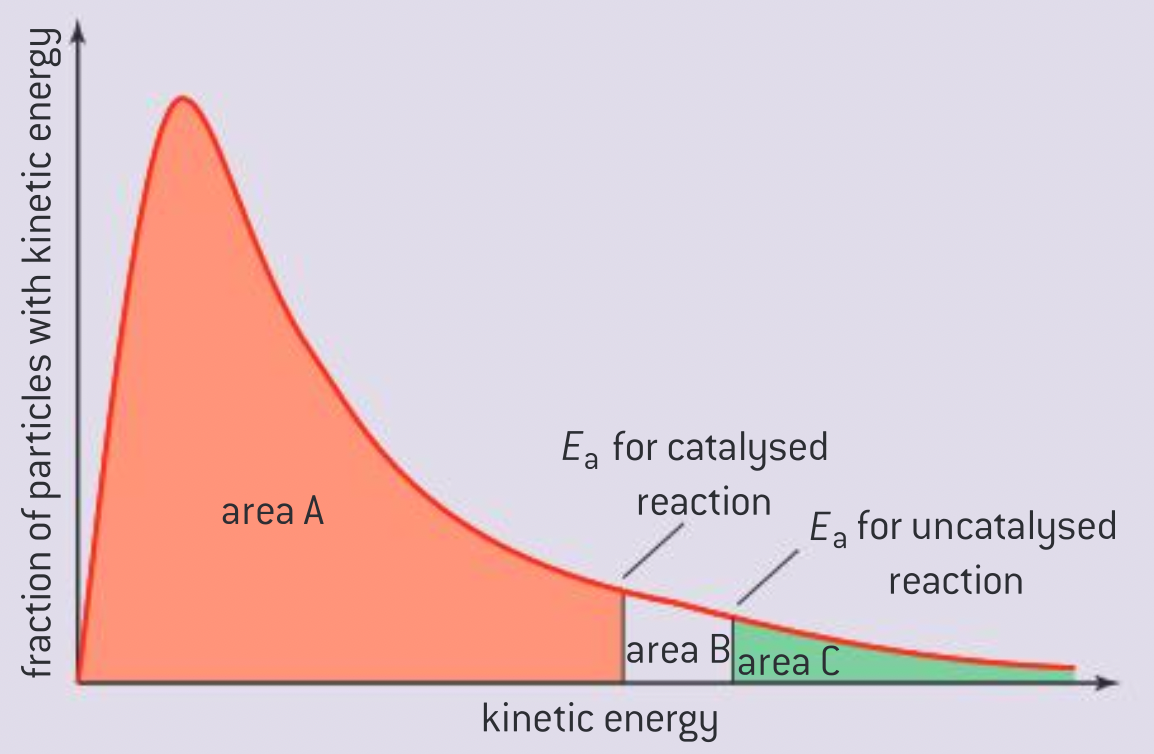 fraction of particles with kinetic energy
area A
E_a for catalysed
reaction
E_a for uncatalysed
reaction
area B
area C
kinetic energy